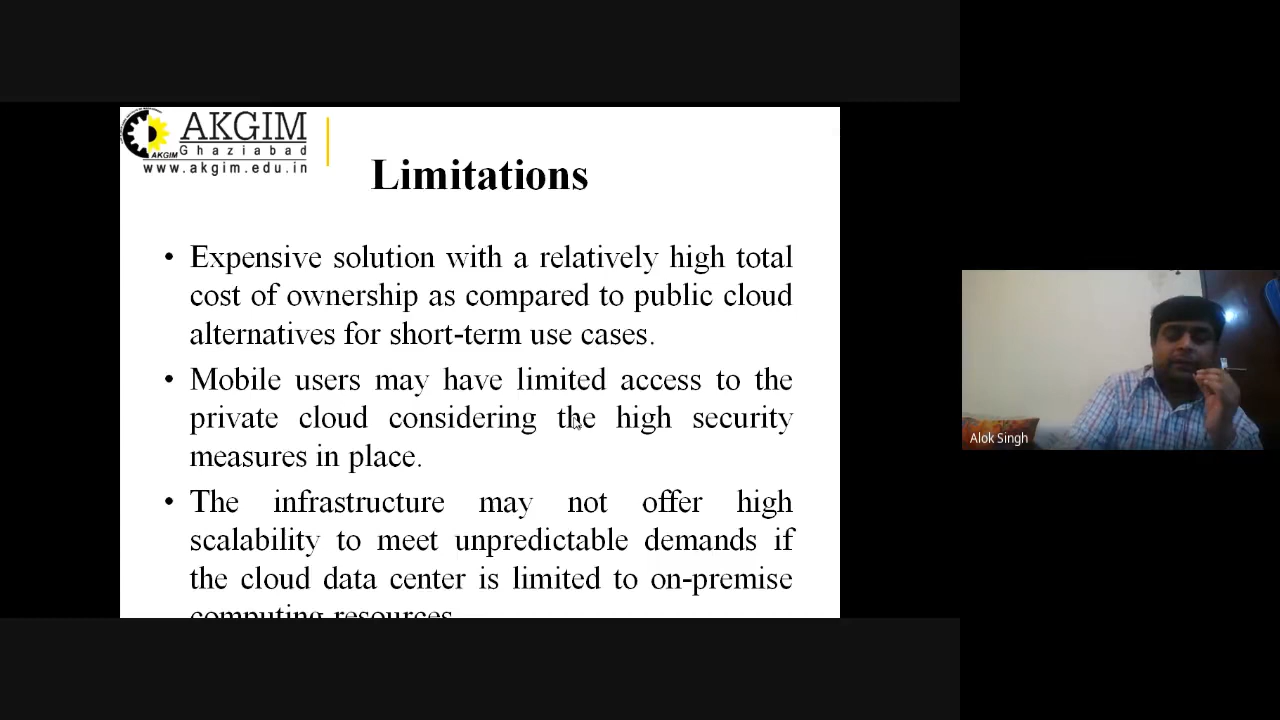 AKGIM
Ghaziabad
AKGIM
www.akgim.edu.in
Limitations
• Expensive solution with a relatively high total
cost of ownership as compared to public cloud
alternatives for short-term use cases.
• Mobile users may have limited access to the
private cloud considering the high security
measures in place.
• The infrastructure may not offer high
scalability to meet unpredictable demands if
the cloud data center is limited to on-premise
computing resources.
Alok Singh